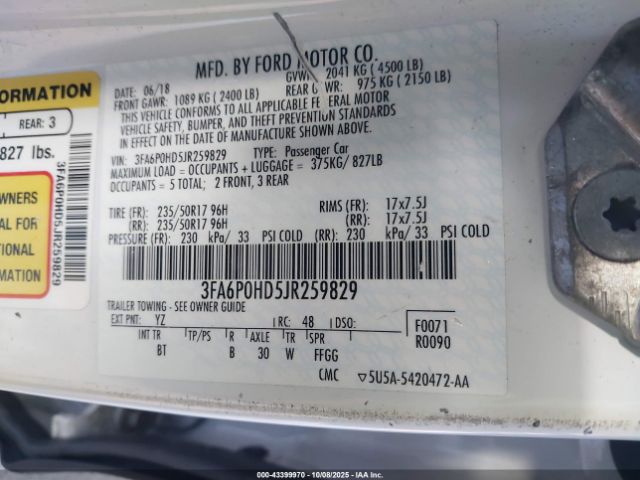 ORMATION
REAR: 3
827 lbs.
WNERS
AL FOR
TIONAL
RMATION
3FA6P0HD5JR259829
MFD. BY FORD MOTOR CO.
DATE: 06/18
GVWR: 2041 KG ( 4500 LB)
FRONT GAWR: 1089 KG ( 2400 LB)
REAR G WR: 975 KG ( 2150 LB)
THIS VEHICLE CONFORMS TO ALL APPLICABLE FE ERAL MOTOR
VEHICLE SAFETY, BUMPER, AND THEFT PREVENTION STANDARDS
IN EFFECT ON THE DATE OF MANUFACTURE SHOWN ABOVE.
VIN: 3FA6P0HD5JR259829 TYPE: Passenger Car
MAXIMUM LOAD = OCCUPANTS + LUGGAGE = 375KG/ 827LB
OCCUPANTS = 5 TOTAL; 2 FRONT, 3 REAR
TIRE (FR): 235/50R17 96H RIMS (FR): 17x7.5J
(RR): 235/50R17 96H (RR): 17x7.5J
PRESSURE (FR): 230 kPa/ 33 PSI COLD (RR): 230 kPa/ 33 PSI COLD
3FA6P0HD5JR259829
TRAILER TOWING - SEE OWNER GUIDE
EXT PNT: YZ RC: 48 DSO: F0071
INT TR TP/PS R AXLE TR SPR R0090
BT B 30 W FFGG
CMC ▽5U5A-5420472-AA
000-43399970 | 10/08/2025 | IAAI.COM